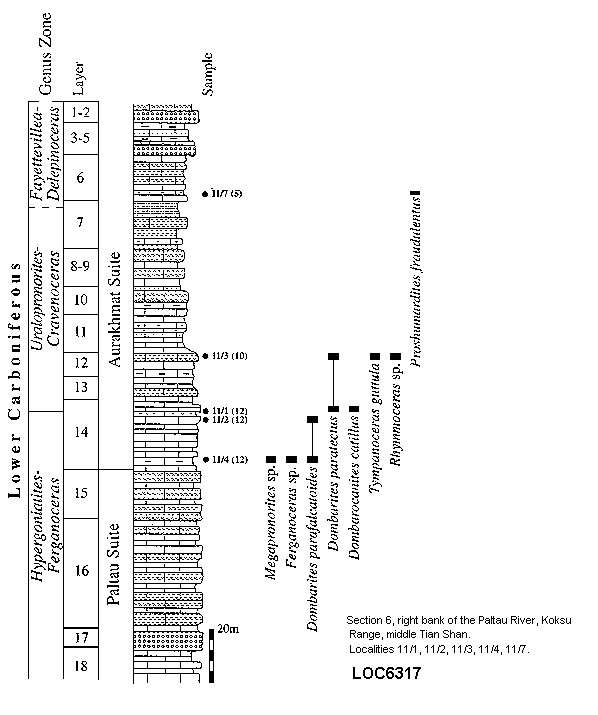 Genus Zone
Layer
Sample
Lower Carboniferous
Fayettevillea-
Delepinoceras
Uralopronorites-
Cravenoceras
Hypergoniatites-
Ferganoceras
1-2
3-5
6
7
8-9
10
11
12
13
14
15
16
17
18
Aurakhmat Suite
Paltau Suite
11/7 (5)
11/3 (10)
11/1 (12)
11/2 (12)
11/4 (12)
20m
Megapronorites sp.
Ferganoceras sp.
Dombarites parafalcatoides
Dombarites paratectus
Dombarocanites catillus
Tympanoceras guttula
Rhymmoceras sp.
Proshumardites fraudulentus
Section 6, right bank of the Paltau River, Koksu
Range, middle Tian Shan.
Localities 11/1, 11/2, 11/3, 11/4, 11/7.
LOC6317